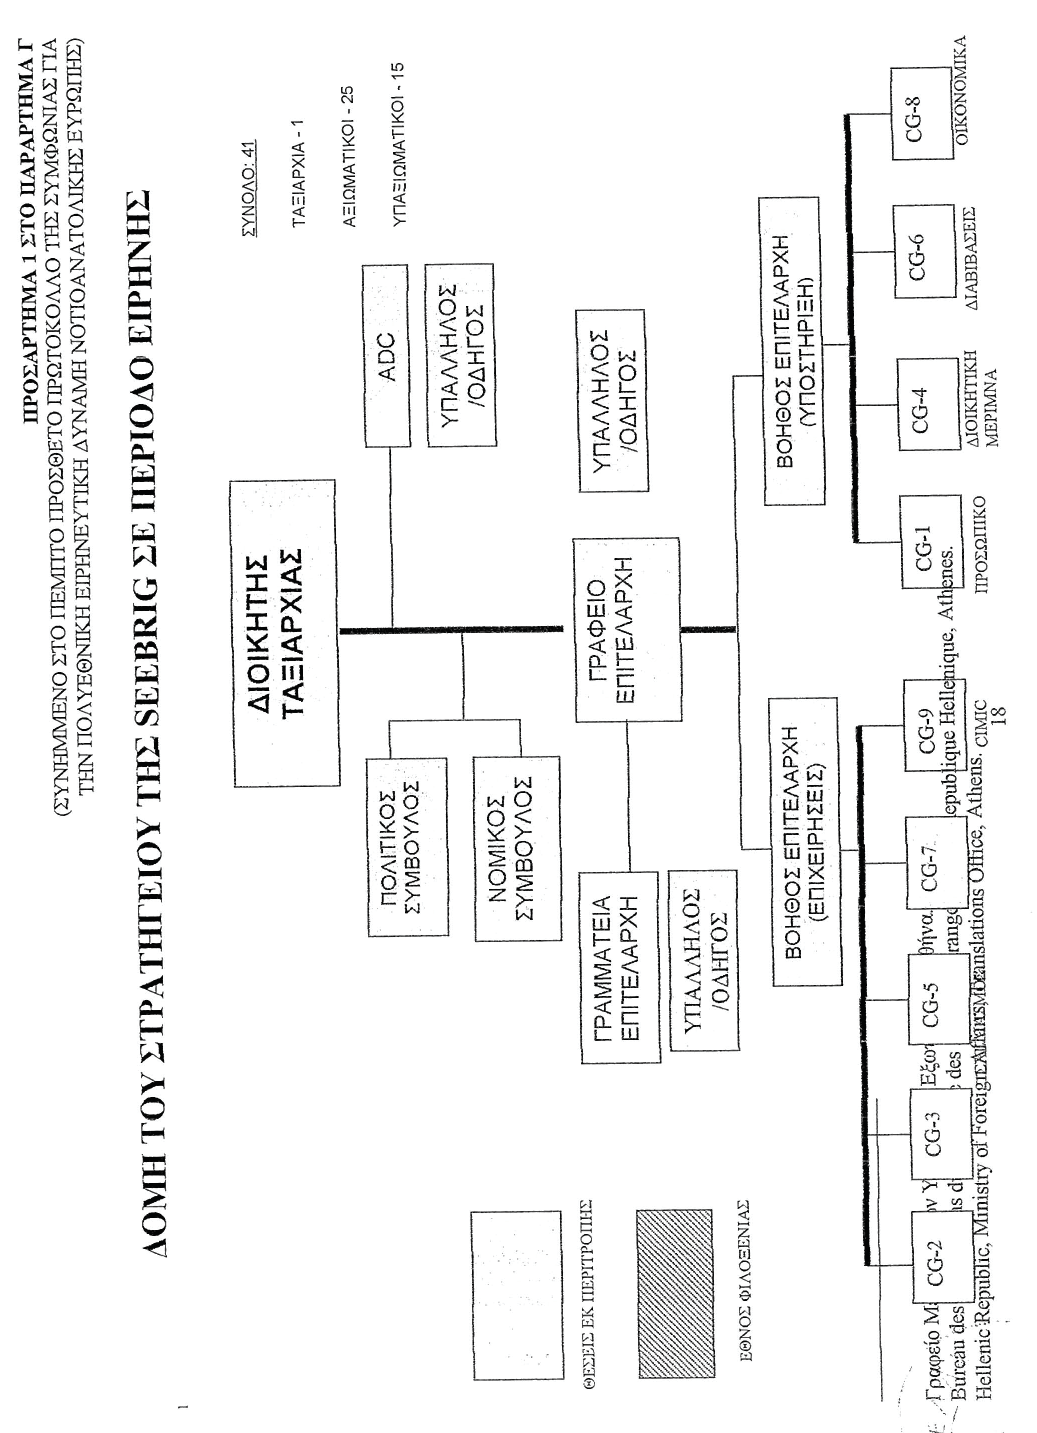 ΠΡΟΣΑΡΤΗΜΑ 1 ΣΤΟ ΠΑΡΑΡΤΗΜΑ Γ
(ΣΥΝΗΜΜΕΝΟ ΣΤΟ ΠΕΜΠΤΟ ΠΡΟΣΘΕΤΟ ΠΡΩΤΟΚΟΛΛΟ ΤΗΣ ΣΥΜΦΩΝΙΑΣ ΓΙΑ
ΤΗΝ ΠΟΛΥΕΘΝΙΚΗ ΕΙΡΗΝΕΥΤΙΚΗ ΔΥΝΑΜΗ ΝΟΤΙΟΑΝΑΤΟΛΙΚΗΣ ΕΥΡΩΠΗΣ)
ΔΟΜΗ ΤΟΥ ΣΤΡΑΤΗΓΕΙΟΥ ΤΗΣ SEEBRIG ΣΕ ΠΕΡΙΟΔΟ ΕΙΡΗΝΗΣ
ΣΥΝΟΛΟ: 41
ΤΑΞΙΑΡΧΙΑ - 1
ΑΞΙΩΜΑΤΙΚΟΙ - 25
ΥΠΑΞΙΩΜΑΤΙΚΟΙ - 15
ΔΙΟΙΚΗΤΗΣ
ΤΑΞΙΑΡΧΙΑΣ
ADC
ΥΠΑΛΛΗΛΟΣ
/ΟΔΗΓΟΣ
ΠΟΛΙΤΙΚΟΣ
ΣΥΜΒΟΥΛΟΣ
ΝΟΜΙΚΟΣ
ΣΥΜΒΟΥΛΟΣ
ΓΡΑΦΕΙΟ
ΕΠΙΤΕΛΑΡΧΗ
ΥΠΑΛΛΗΛΟΣ
/ΟΔΗΓΟΣ
ΓΡΑΜΜΑΤΕΙΑ
ΕΠΙΤΕΛΑΡΧΗ
ΥΠΑΛΛΗΛΟΣ
/ΟΔΗΓΟΣ
ΘΕΣΕΙΣ ΕΚ ΠΕΡΙΤΡΟΠΗΣ
ΕΘΝΟΣ ΦΙΛΟΞΕΝΙΑΣ
ΒΟΗΘΟΣ ΕΠΙΤΕΛΑΡΧΗ
(ΕΠΙΧΕΙΡΗΣΕΙΣ)
ΒΟΗΘΟΣ ΕΠΙΤΕΛΑΡΧΗ
(ΥΠΟΣΤΗΡΙΞΗ)
CG-2
CG-3
CG-5
CG-7
CG-9
CG-1
CG-4
CG-6
CG-8
CIMIC
ΠΡΟΣΩΠΙΚΟ
ΔΙΟΙΚΗΤΙΚΗ
ΜΕΡΙΜΝΑ
ΔΙΑΒΙΒΑΣΕΙΣ
ΟΙΚΟΝΟΜΙΚΑ
Γραφείο
Bureau des Hellenique, Athenes.
Hellenic Republic, Ministry of Foreign Translations Office, Athens.
18
1